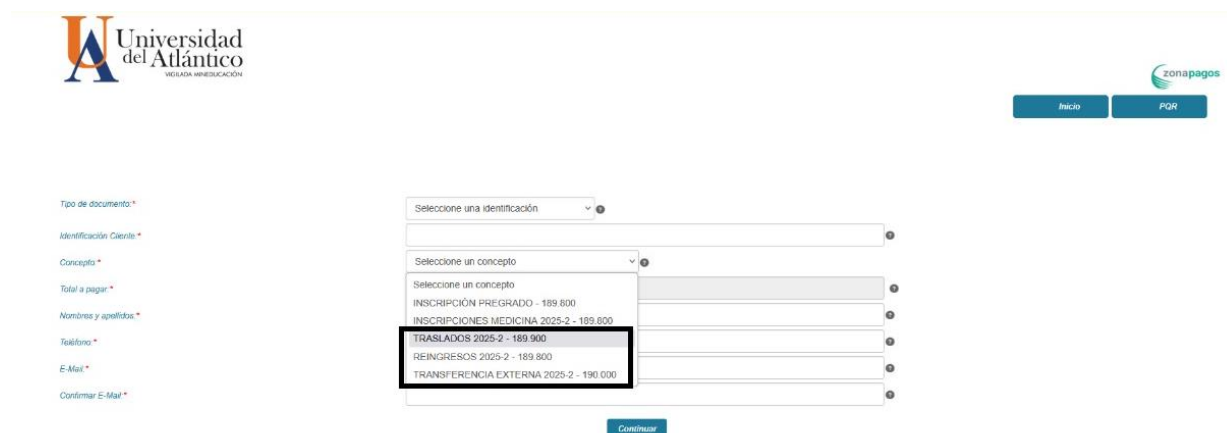 Universidad
del Atlántico
VIGILADA MINEDUCACIÓN
zonapagos
Inicio
PQR
Tipo de documento:*
Seleccione una identificación
Identificación Cliente:*
Concepto:*
Seleccione un concepto
Total a pagar:*
Seleccione un concepto
INSCRIPCIÓN PREGRADO - 189.800
Nombres y apellidos:*
INSCRIPCIONES MEDICINA 2025-2 - 189.800
Teléfono:*
TRASLADOS 2025-2 - 189.900
REINGRESOS 2025-2 - 189.800
E-Mail:*
TRANSFERENCIA EXTERNA 2025-2 - 190.000
Confirmar E-Mail:*
Continuar